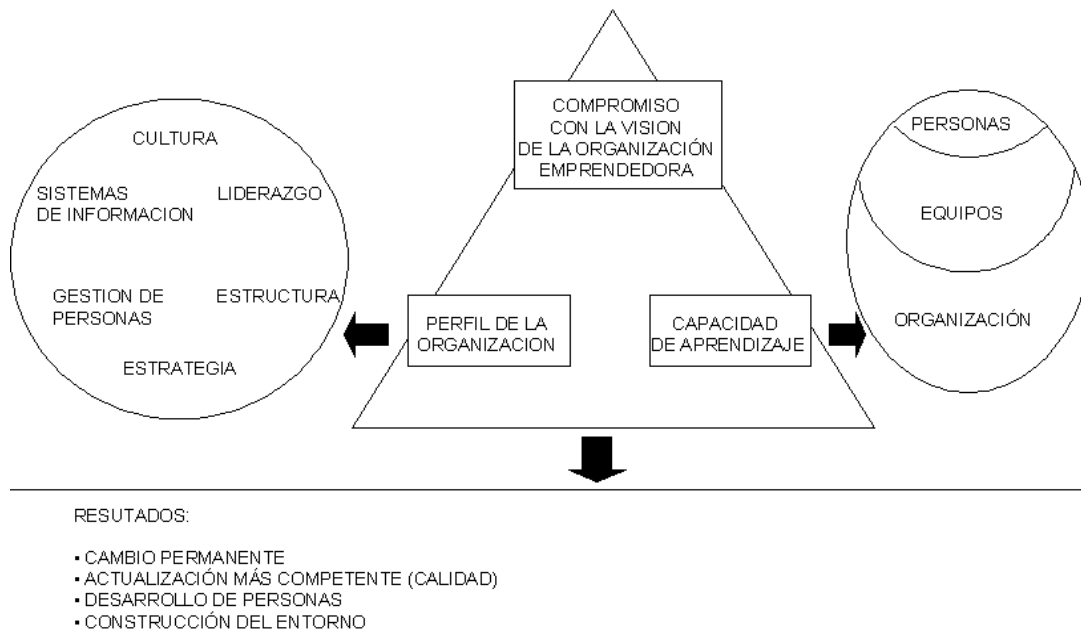 CULTURA
SISTEMAS
DE INFORMACION
LIDERAZGO
GESTION DE
PERSONAS
ESTRUCTURA
ESTRATEGIA
COMPROMISO
CON LA VISION
DE LA ORGANIZACIÓN
EMPRENDEDORA
PERFIL DE LA
ORGANIZACION
CAPACIDAD
DE APRENDIZAJE
PERSONAS
EQUIPOS
ORGANIZACIÓN
RESUTADOS:
▪ CAMBIO PERMANENTE
▪ ACTUALIZACIÓN MÁS COMPETENTE (CALIDAD)
▪ DESARROLLO DE PERSONAS
▪ CONSTRUCCIÓN DEL ENTORNO